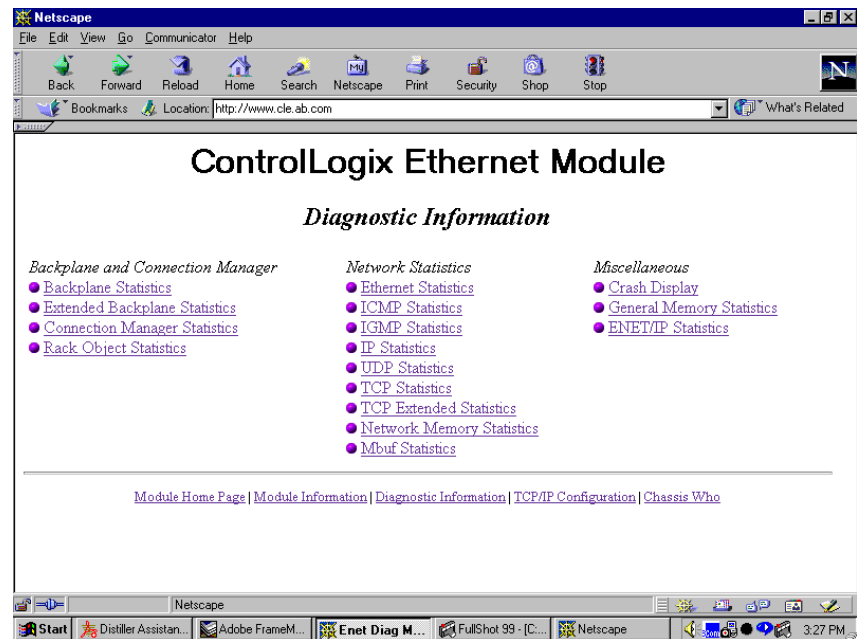 Netscape
File Edit View Go Communicator Help
Back Forward Reload Home Search Netscape Print Security Shop Stop
My
N
Bookmarks Location: http://www.cle.ab.com What's Related
ControlLogix Ethernet Module
Diagnostic Information
Backplane and Connection Manager
Backplane Statistics
Extended Backplane Statistics
Connection Manager Statistics
Rack Object Statistics
Network Statistics
Ethernet Statistics
ICMP Statistics
IGMP Statistics
IP Statistics
UDP Statistics
TCP Statistics
TCP Extended Statistics
Network Memory Statistics
Mbuf Statistics
Miscellaneous
Crash Display
General Memory Statistics
ENET/IP Statistics
Module Home Page | Module Information | Diagnostic Information | TCP/IP Configuration | Chassis Who
Netscape
Start Distiller Assistan... Adobe FrameM... Enet Diag M... FullShot 99 - [C:... Netscape 3Com 3:27 PM